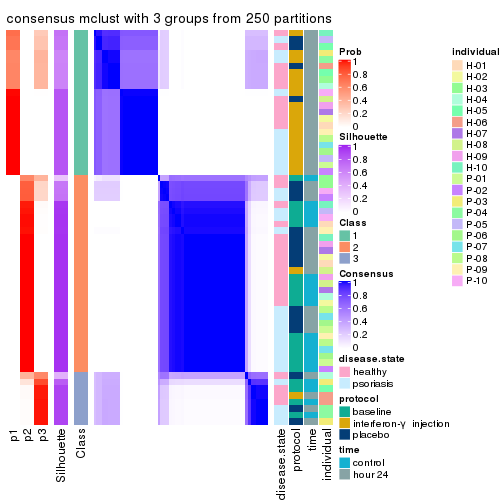 consensus mclust with 3 groups from 250 partitions
Prob
1
0.8
0.6
0.4
0.2
0
Silhouette
1
0.8
0.6
0.4
0.2
0
Class
1
2
3
Consensus
1
0.8
0.6
0.4
0.2
0
disease.state
healthy
psoriasis
protocol
baseline
interferon-γ injection
placebo
time
control
hour 24
individual
H-01
H-02
H-03
H-04
H-05
H-06
H-07
H-08
H-09
H-10
P-01
P-02
P-03
P-04
P-05
P-06
P-07
P-08
P-09
P-10
p1
p2
p3
Silhouette
Class
disease.state
protocol
time
individual